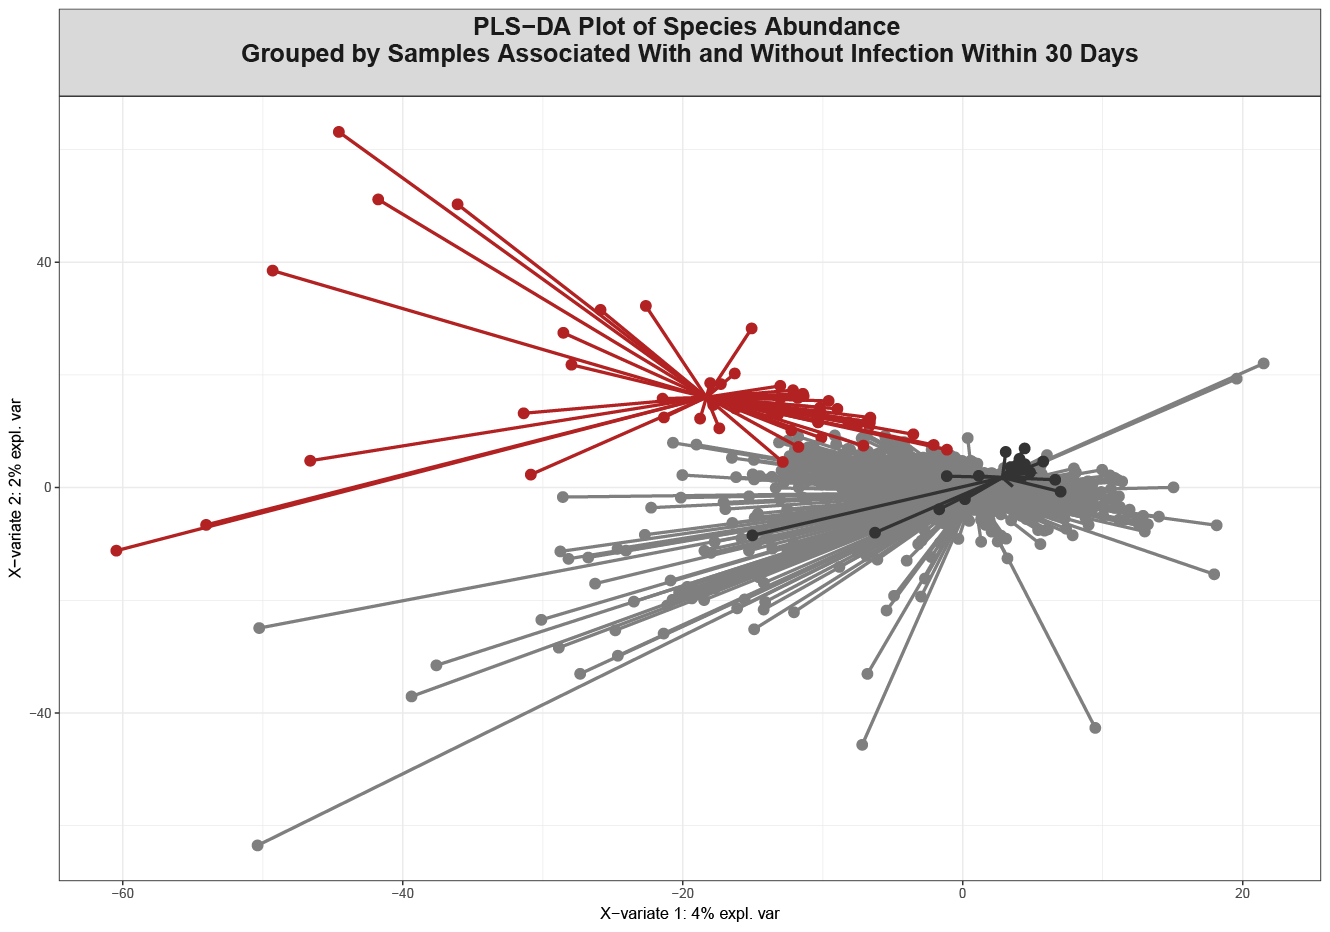 PLS−DA Plot of Species Abundance
Grouped by Samples Associated With and Without Infection Within 30 Days
40
0
−40
X−variate 2: 2% expl. var
−60
−40
−20
0
20
X−variate 1: 4% expl. var